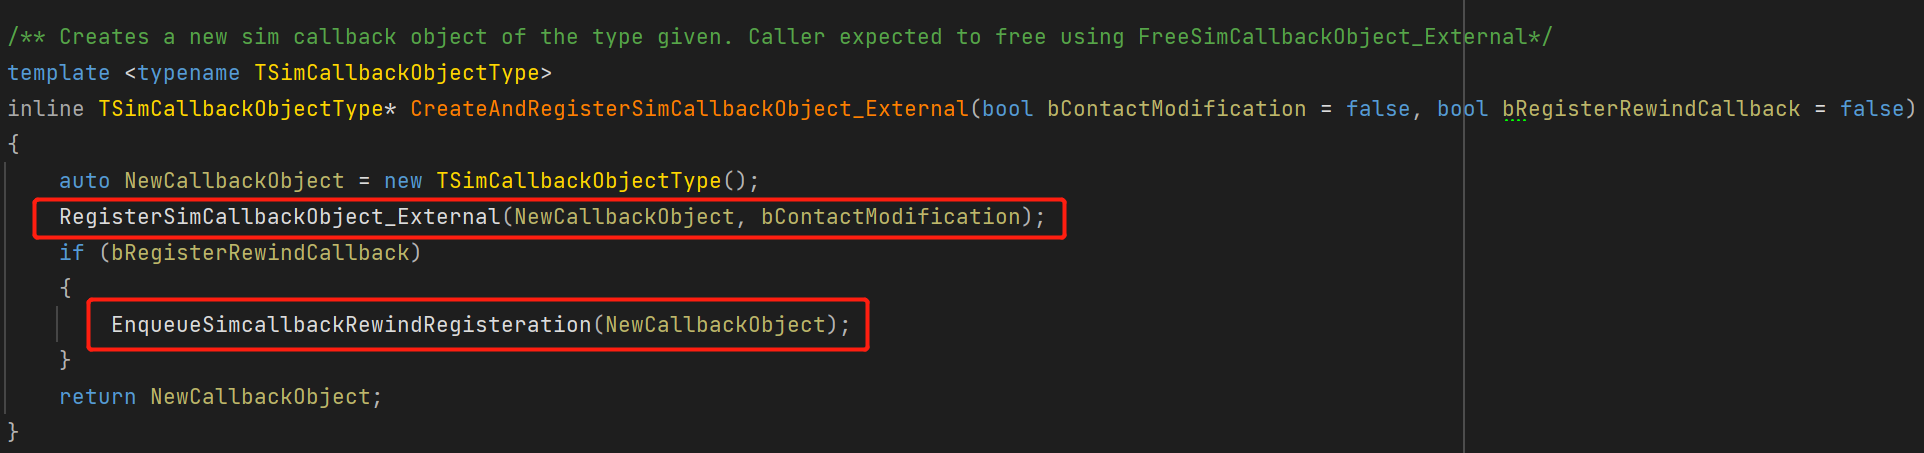 /** Creates a new sim callback object of the type given. Caller expected to free using FreeSimCallbackObject_External*/
template <typename TSimCallbackObjectType>
inline TSimCallbackObjectType* CreateAndRegisterSimCallbackObject_External(bool bContactModification = false, bool bRegisterRewindCallback = false)
{
    auto NewCallbackObject = new TSimCallbackObjectType();
    RegisterSimCallbackObject_External(NewCallbackObject, bContactModification);
    if (bRegisterRewindCallback)
    {
        EnqueueSimcallbackRewindRegisteration(NewCallbackObject);
    }
    return NewCallbackObject;
}